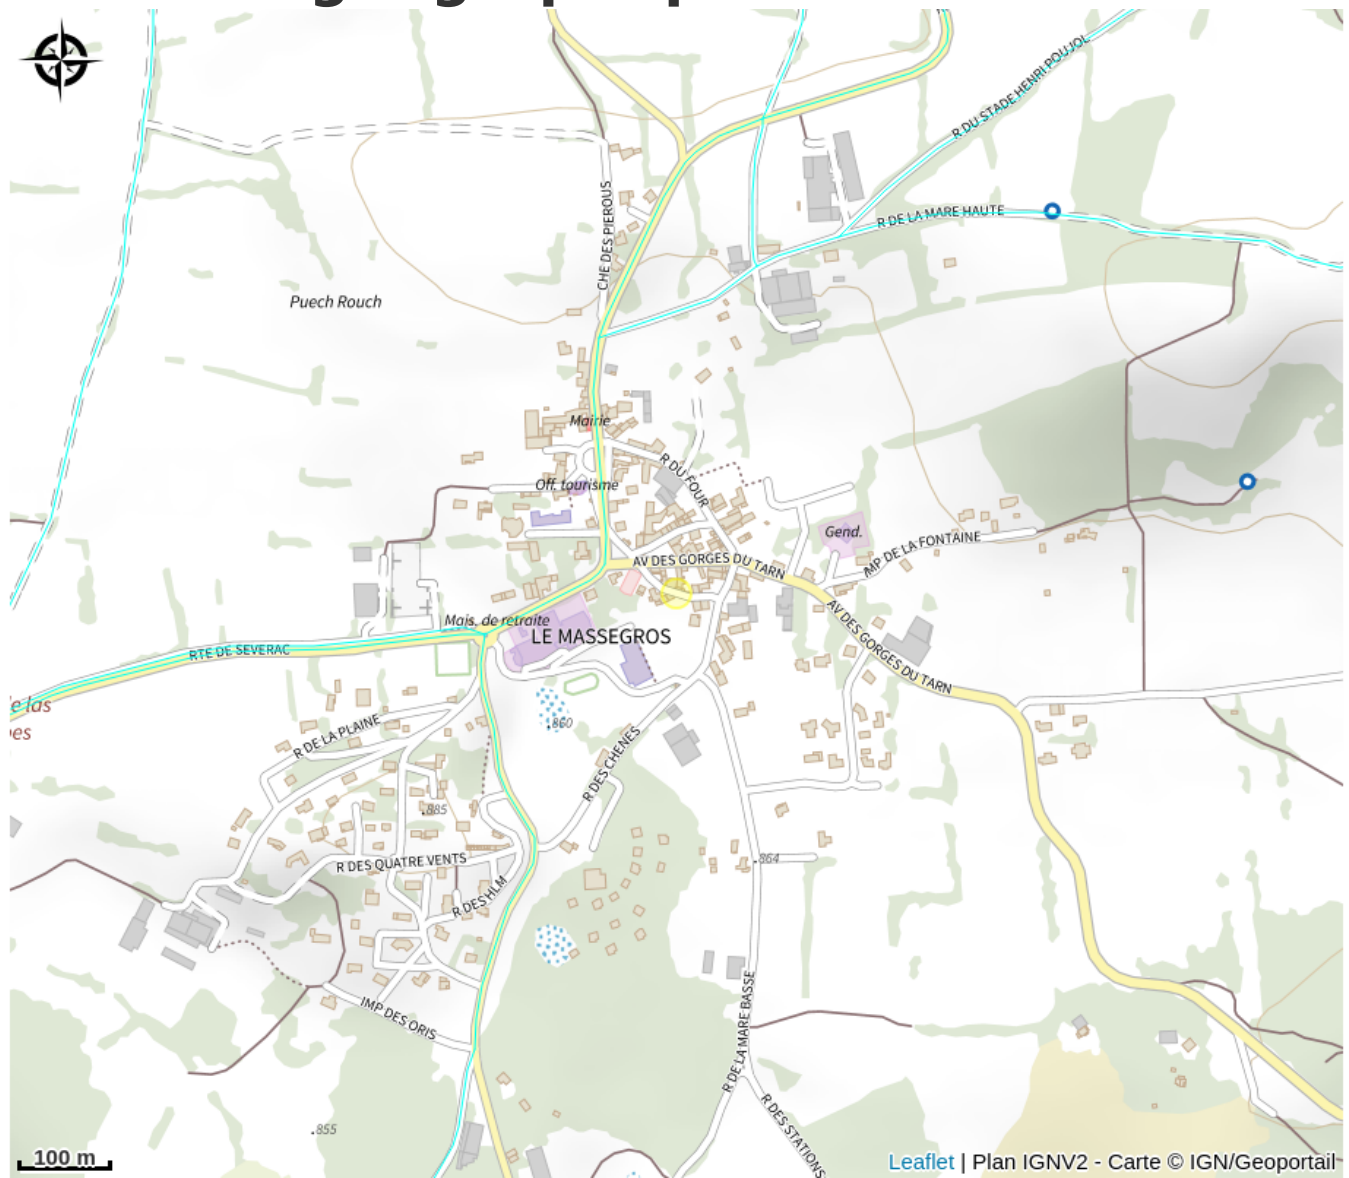 R DU STADE HENRI POUJOL
CHE DES PIEROUS
R DE LA MARE HAUTE
Puech Rouch
Mairie
R DU FOUR
Off. tourisme
Gend.
IMP DE LA FONTAINE
AV DES GORGES DU TARN
Mais. de retraite
LE MASSEGROS
AV DES GORGES DU TARN
RTE DE SEVERAC
e las
R DE LA PLAINE
.860
R DES CHENES
.885
R DES QUATRE VENTS
.864
R DES HLM
IMP DES ORIS
R DE LA MARE BASSE
R DES STATIONS
.855
100 m
Leaflet | Plan IGNV2 - Carte © IGN/Geoportail